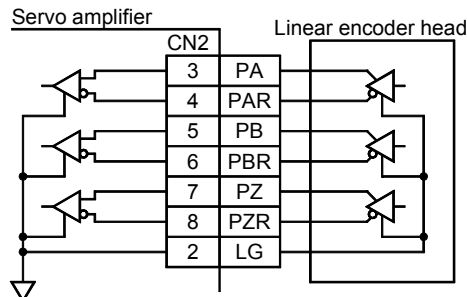 Servo amplifier
Linear encoder head
CN2
3 PA
4 PAR
5 PB
6 PBR
7 PZ
8 PZR
2 LG